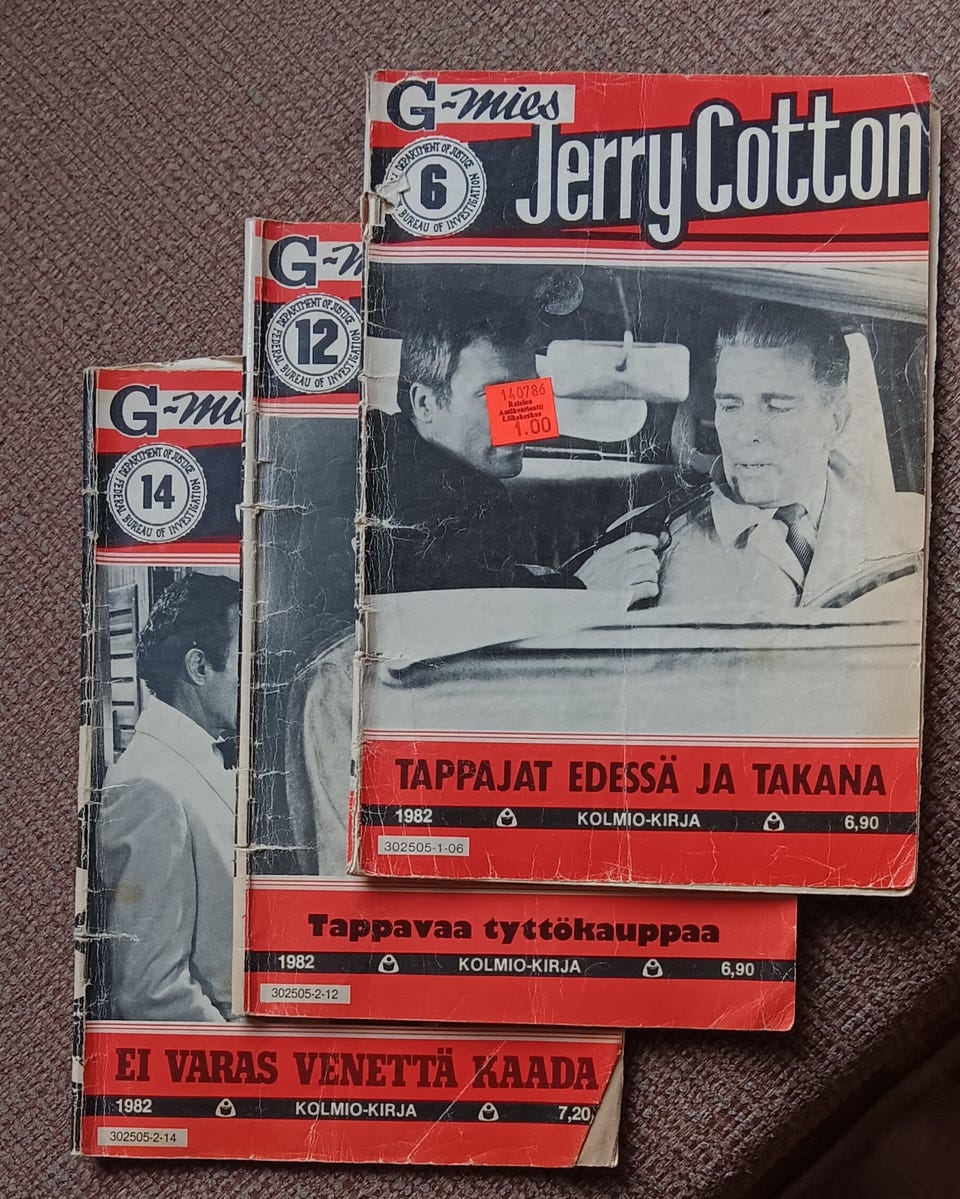 G-mies
Jerry Cotton
DEPARTMENT OF JUSTICE
6
BUREAU OF INVESTIGATION
140786
Raision
Antikvariaatti
Liikekeskus
1.00
TAPPAJAT EDESSÄ JA TAKANA
1982 KOLMIO-KIRJA 6,90
302505-1-06
G-m
DEPARTMENT OF JUSTICE
12
FEDERAL BUREAU OF INVESTIGATION
Tappavaa tyttökauppaa
1982 KOLMIO-KIRJA 6,90
302505-2-12
G-mi
DEPARTMENT OF JUSTICE
14
FEDERAL BUREAU OF INVESTIGATION
EI VARAS VENETTÄ KAADA
1982 KOLMIO-KIRJA 7,20
302505-2-14